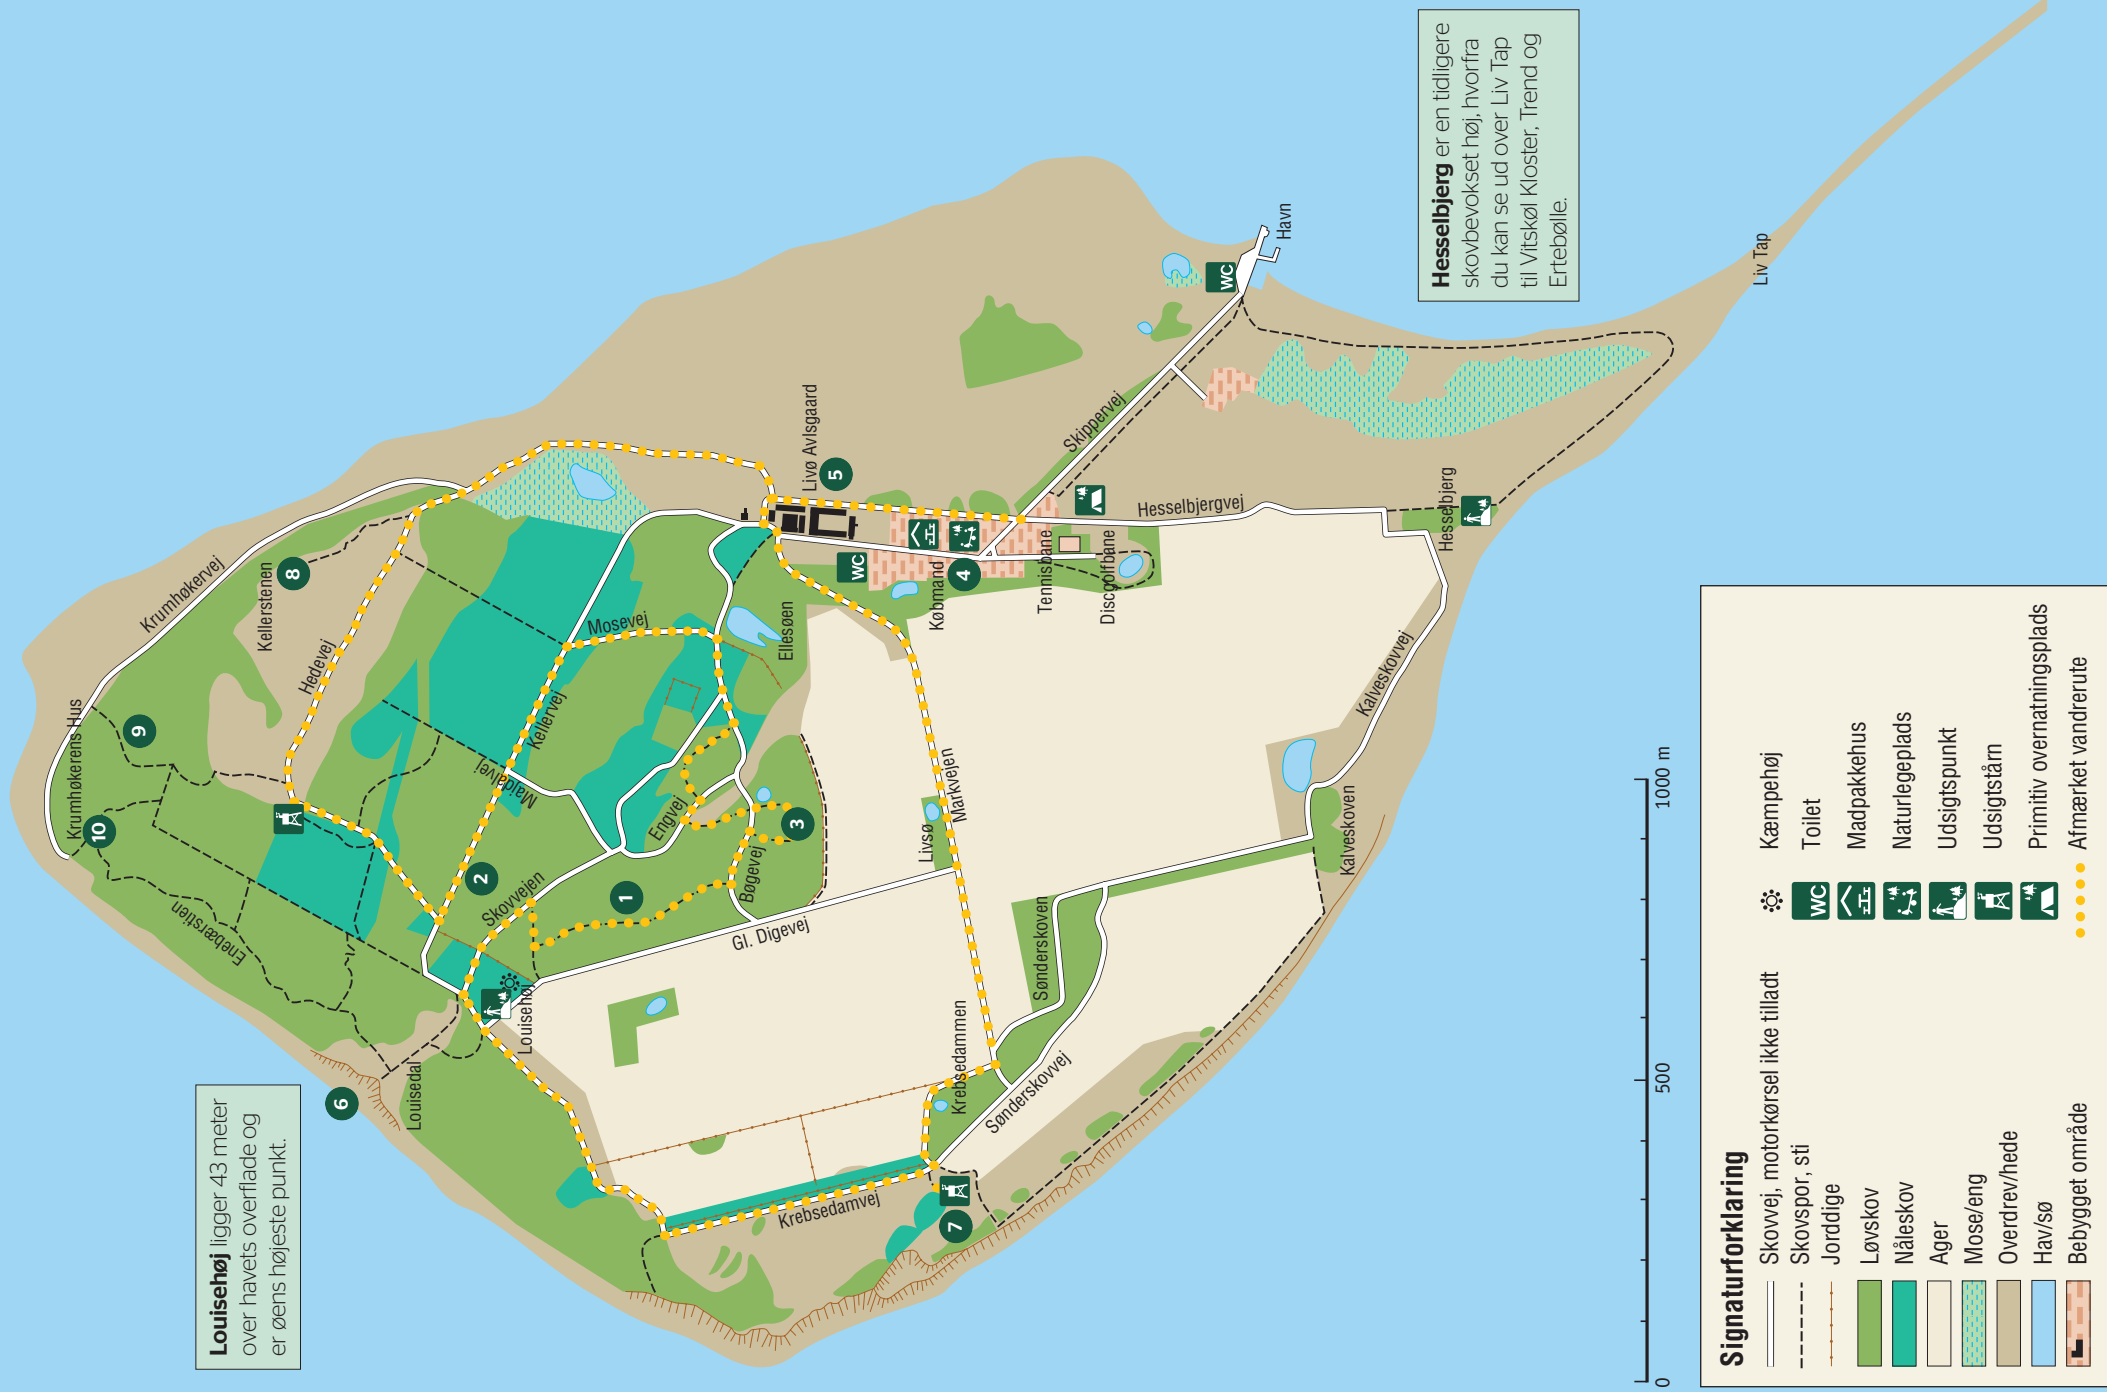 Louisehøj ligger 43 meter
over havets overflade og
er øens højeste punkt.
Hesselbjerg er en tidligere
skovbevokset høj, hvorfra
du kan se ud over Liv Tap
til Vitskøl Kloster, Trend og
Ertebølle.
Krumhøkerens Hus
Krumhøkervej
Kellerstenen
Hedevej
Enebærstien
10
9
8
6
Louisedal
Louisehøj
2
Skovvejen
1
Majdalvej
Kellervej
Mosevej
Engvej
Bøgevej
3
Ellesøen
Livø Avlsgaard
5
WC
Købmand
4
Tennisbane
Discgolfbane
Skippervej
WC
Havn
Hesselbjergvej
Hesselbjerg
Liv Tap
Gl. Digevej
Livsø
Markvejen
Krebsedamvej
Krebsedammen
7
Sønderskovvej
Sønderskoven
Kalveskoven
Kalveskovvej
0
500
1000 m
Signaturforklaring
Skovvej, motorkørsel ikke tilladt
Skovspor, sti
Jorddige
Løvskov
Nåleskov
Ager
Mose/eng
Overdrev/hede
Hav/sø
Bebygget område
Kæmpehøj
WC
Toilet
Madpakkehus
Naturlegeplads
Udsigtspunkt
Udsigtstårn
Primitiv overnatningsplads
Afmærket vandrerute